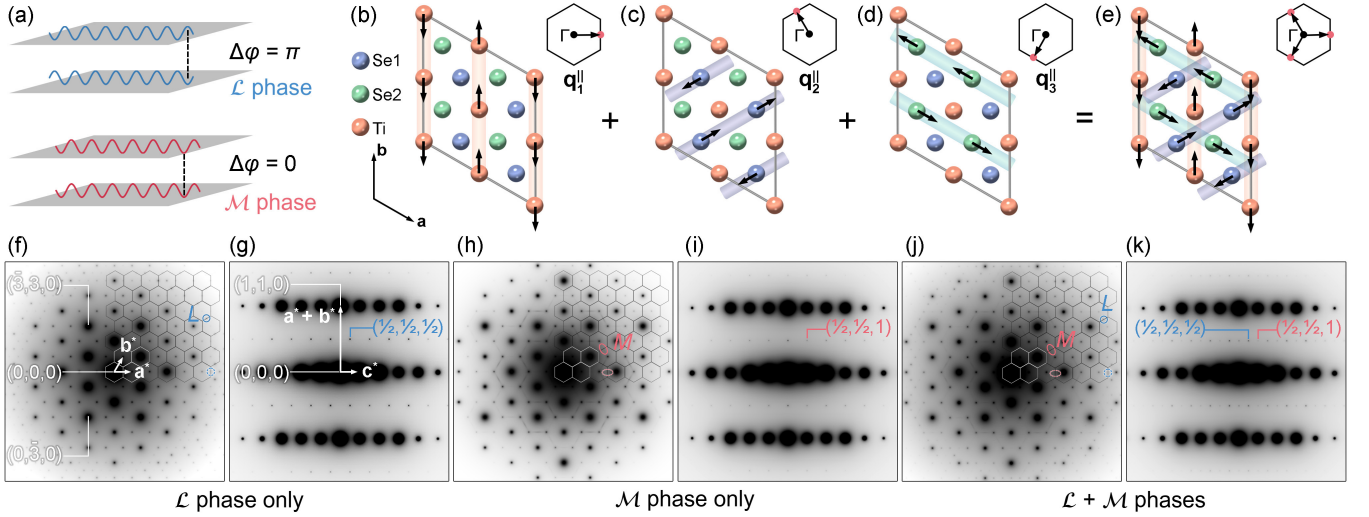 (a)
Δφ = π
ℒ phase
Δφ = 0
ℳ phase
(b)
Γ
q₁^∥
Se1
Se2
Ti
b
a
+
(c)
Γ
q₂^∥
+
(d)
Γ
q₃^∥
=
(e)
Γ
(f)
(3̄,3,0)
L
b*
(0,0,0)
a*
(0,3̄,0)
(g)
(1,1,0)
a* + b*
(½,½,½)
(0,0,0)
c*
ℒ phase only
(h)
M
(i)
(½,½,1)
ℳ phase only
(j)
L
M
(k)
(½,½,½)
(½,½,1)
ℒ + ℳ phases